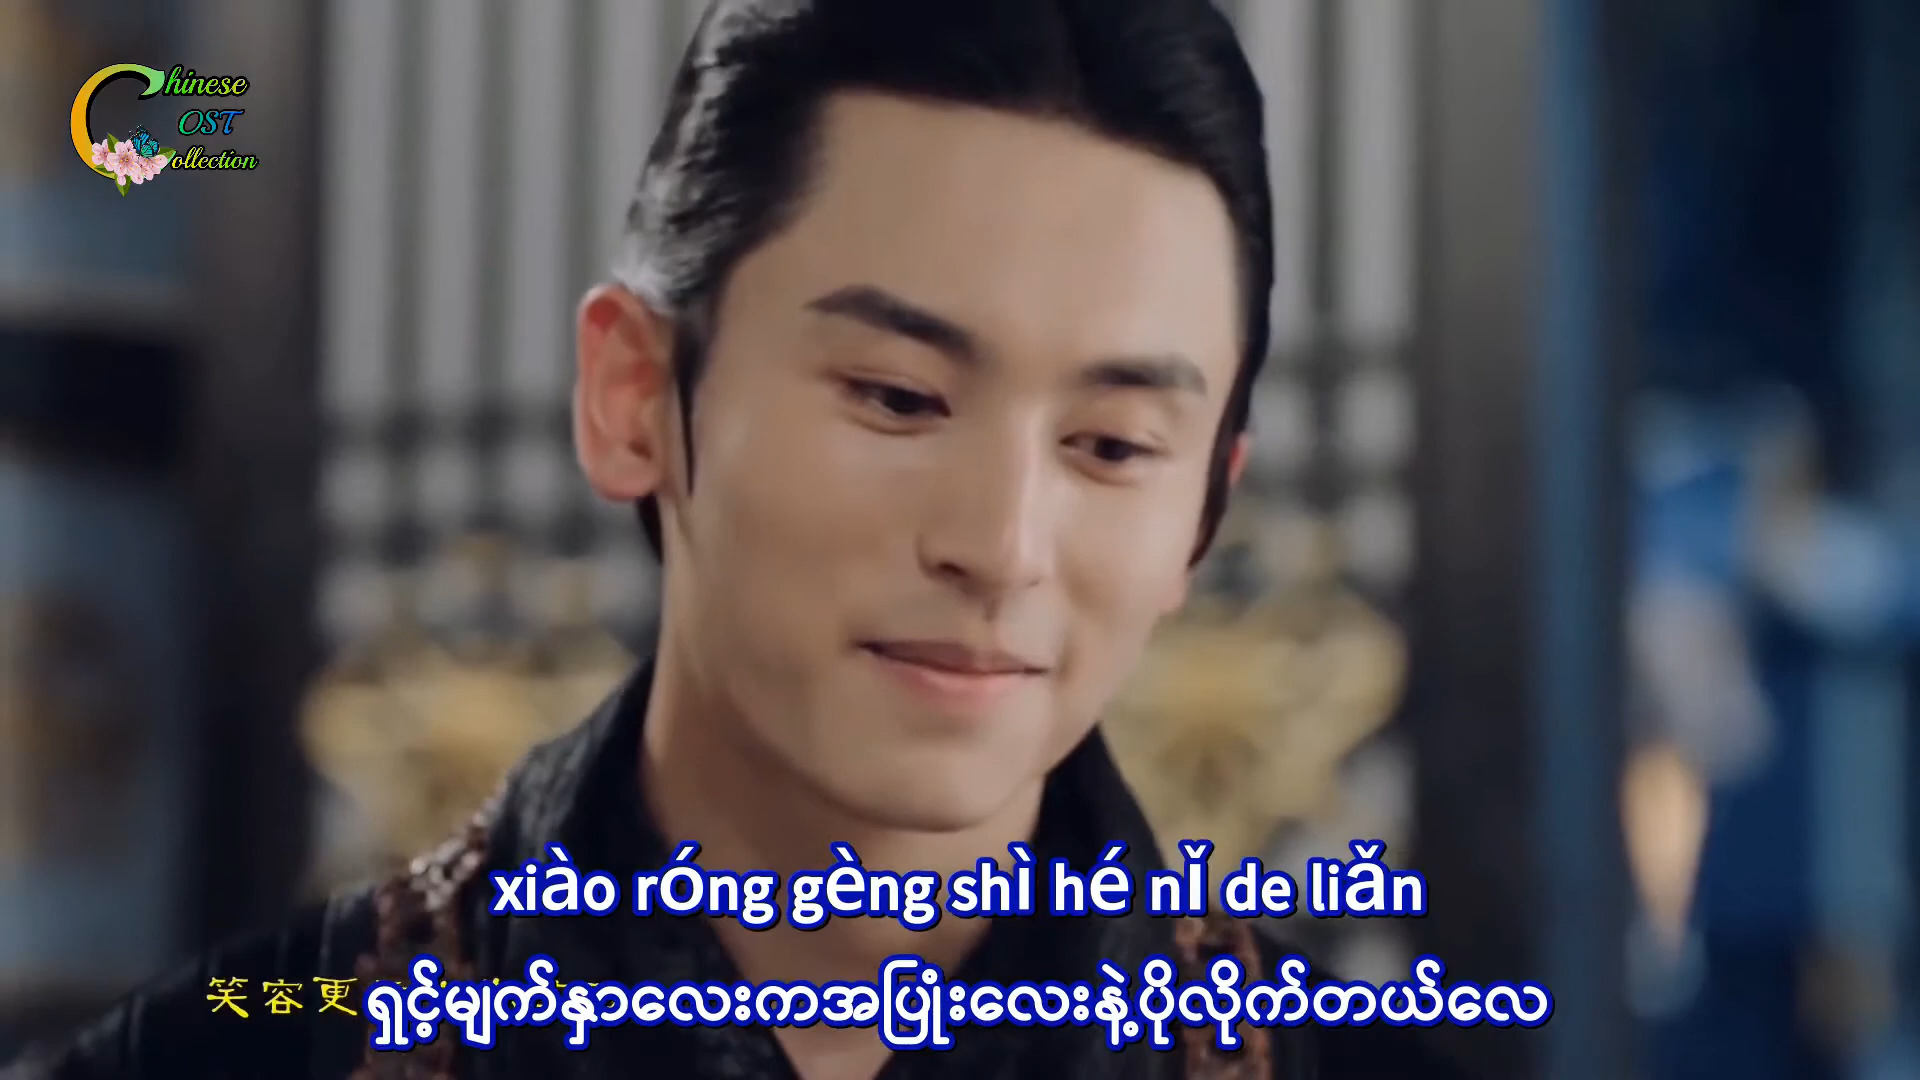 Chinese
OST
Collection
xiào róng gèng shì hé nǐ de liǎn
笑容更
ရှင့်မျက်နှာလေးကအပြုံးလေးနဲ့ပိုလိုက်တယ်လေ